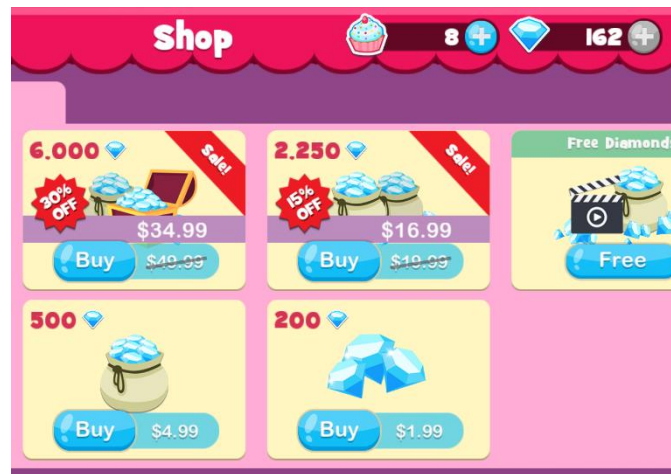 Shop
8
162
6.000
Sale!
30%
OFF
$34.99
Buy $49.99
2.250
Sale!
15%
OFF
$16.99
Buy $19.99
Free Diamond
Free
500
Buy $4.99
200
Buy $1.99